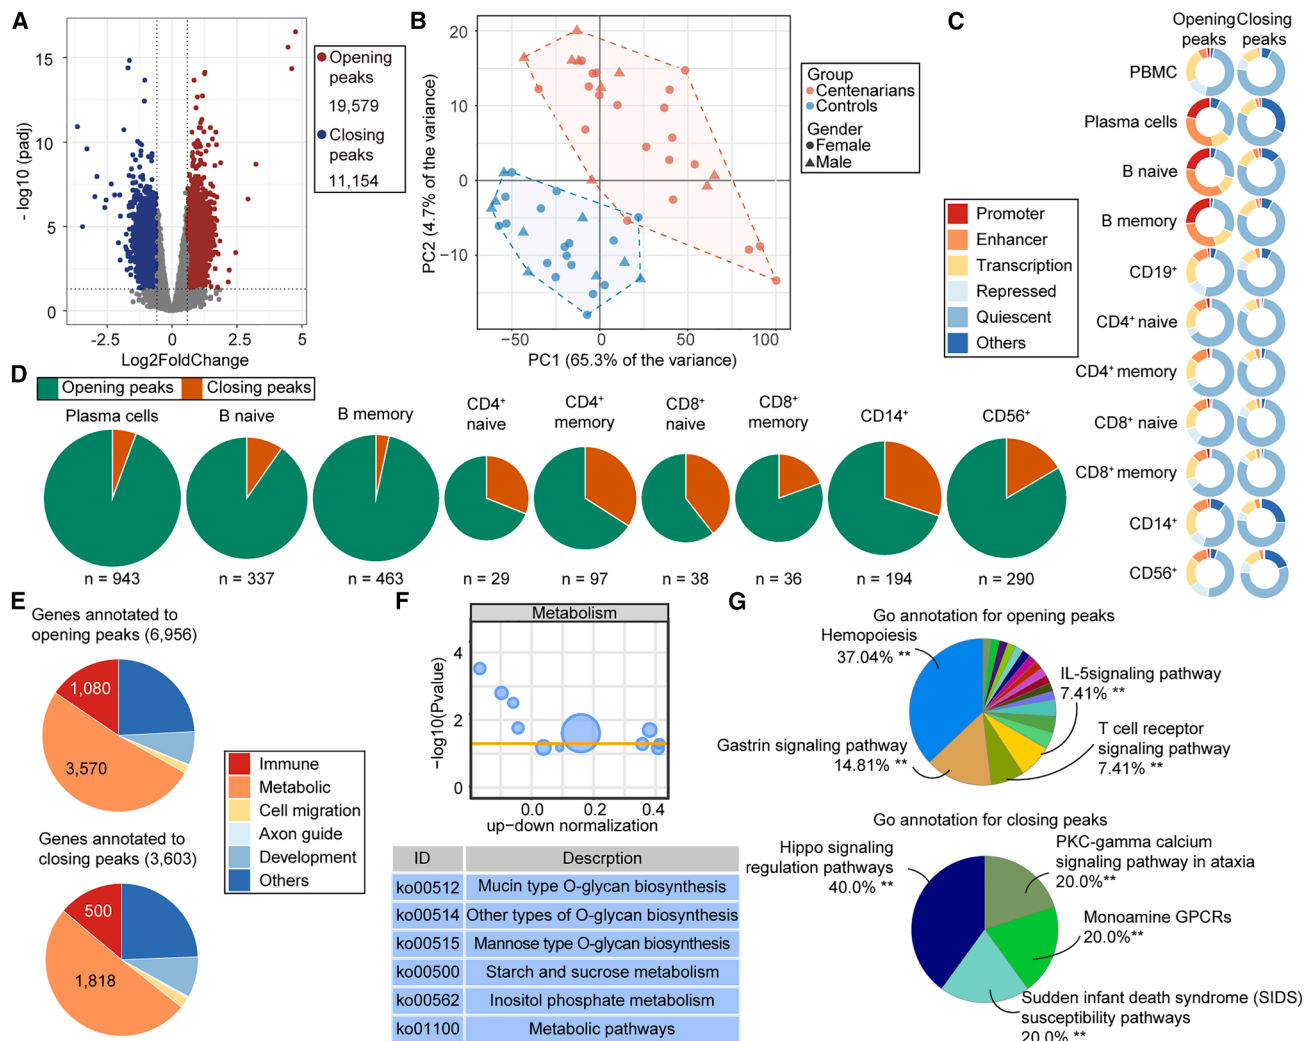 A
- log10 (padj)
15
10
5
0
-2.5
0
2.5
5
Log2FoldChange
Opening
peaks
19,579
Closing
peaks
11,154
B
PC2 (4.7% of the variance)
20
10
0
−10
−50
0
50
100
PC1 (65.3% of the variance)
Group
Centenarians
Controls
Gender
Female
Male
C
Opening Closing
peaks peaks
PBMC
Plasma cells
B naive
B memory
CD19+
CD4+ naive
CD4+ memory
CD8+ naive
CD8+ memory
CD14+
CD56+
Promoter
Enhancer
Transcription
Repressed
Quiescent
Others
D
Opening peaks Closing peaks
Plasma cells
B naive
B memory
CD4+
naive
CD4+
memory
CD8+
naive
CD8+
memory
CD14+
CD56+
n = 943
n = 337
n = 463
n = 29
n = 97
n = 38
n = 36
n = 194
n = 290
E
Genes annotated to
opening peaks (6,956)
1,080
3,570
Genes annotated to
closing peaks (3,603)
500
1,818
Immune
Metabolic
Cell migration
Axon guide
Development
Others
F
Metabolism
−log10(Pvalue)
4
2
0
0.0
0.2
0.4
up−down normalization
ID Descrption
ko00512 Mucin type O-glycan biosynthesis
ko00514 Other types of O-glycan biosynthesis
ko00515 Mannose type O-glycan biosynthesis
ko00500 Starch and sucrose metabolism
ko00562 Inositol phosphate metabolism
ko01100 Metabolic pathways
G
Go annotation for opening peaks
Hemopoiesis
37.04% **
IL-5signaling pathway
7.41% **
T cell receptor
signaling pathway
7.41% **
Gastrin signaling pathway
14.81% **
Go annotation for closing peaks
Hippo signaling
regulation pathways
40.0% **
PKC-gamma calcium
signaling pathway in ataxia
20.0%**
Monoamine GPCRs
20.0%**
Sudden infant death syndrome (SIDS)
susceptibility pathways
20.0% **